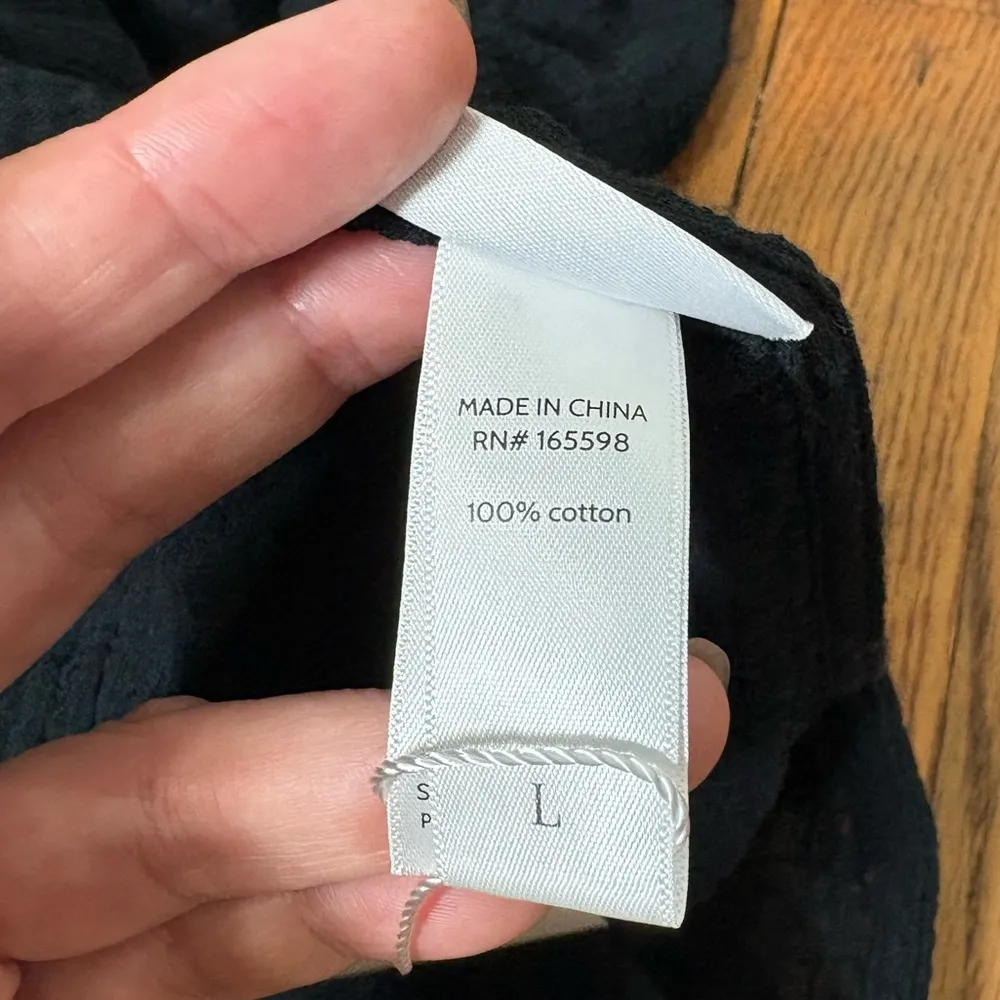 MADE IN CHINA
RN# 165598
100% cotton
S
p
L